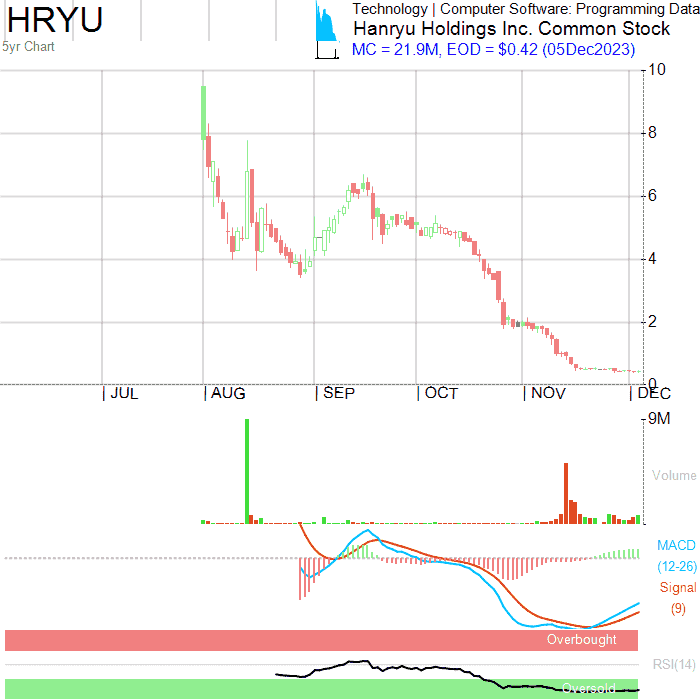 HRYU
5yr Chart
Technology | Computer Software: Programming Data
Hanryu Holdings Inc. Common Stock
MC = 21.9M, EOD = $0.42 (05Dec2023)
10
8
6
4
2
0
JUL AUG SEP OCT NOV DEC
9M
Volume
MACD
(12-26)
Signal
(9)
Overbought
RSI(14)
Oversold